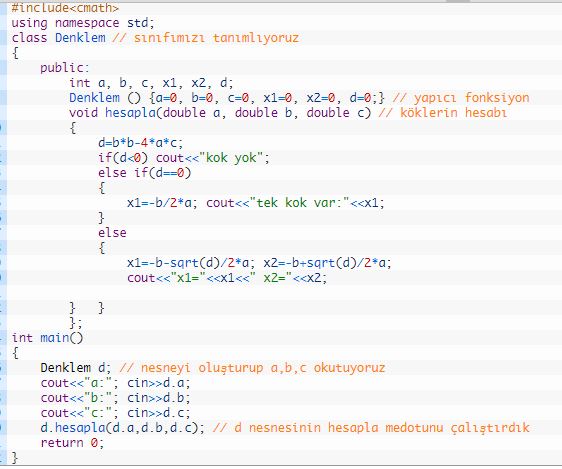 #include<cmath>
using namespace std;
class Denklem // sınıfımızı tanımlıyoruz
{
public:
int a, b, c, x1, x2, d;
Denklem () {a=0, b=0, c=0, x1=0, x2=0, d=0;} // yapıcı fonksiyon
void hesapla(double a, double b, double c) // köklerin hesabı
{
d=b*b-4*a*c;
if(d<0) cout<<"kok yok";
else if(d==0)
{
x1=-b/2*a; cout<<"tek kok var:"<<x1;
}
else
{
x1=-b-sqrt(d)/2*a; x2=-b+sqrt(d)/2*a;
cout<<"x1="<<x1<<" x2="<<x2;
} }
};
int main()
{
Denklem d; // nesneyi oluşturup a,b,c okutuyoruz
cout<<"a:"; cin>>d.a;
cout<<"b:"; cin>>d.b;
cout<<"c:"; cin>>d.c;
d.hesapla(d.a,d.b,d.c); // d nesnesinin hesapla medotunu çalıştırdık
return 0;
}